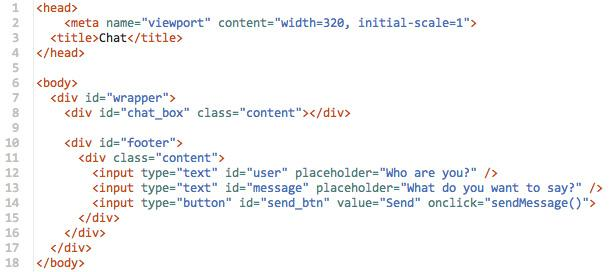 1 <head>
2     <meta name="viewport" content="width=320, initial-scale=1">
3   <title>Chat</title>
4 </head>
5
6 <body>
7   <div id="wrapper">
8     <div id="chat_box" class="content"></div>
9
10     <div id="footer">
11       <div class="content">
12         <input type="text" id="user" placeholder="Who are you?" />
13         <input type="text" id="message" placeholder="What do you want to say?" />
14         <input type="button" id="send_btn" value="Send" onclick="sendMessage()">
15       </div>
16     </div>
17   </div>
18 </body>